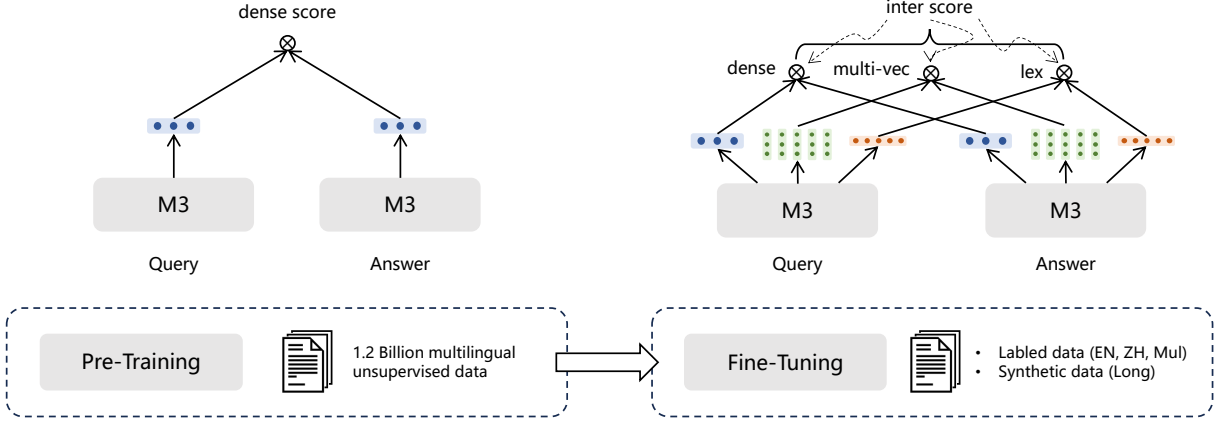 dense score
M3
M3
Query
Answer
inter score
dense
multi-vec
lex
M3
M3
Query
Answer
Pre-Training
1.2 Billion multilingual
unsupervised data
Fine-Tuning
• Labled data (EN, ZH, Mul)
• Synthetic data (Long)